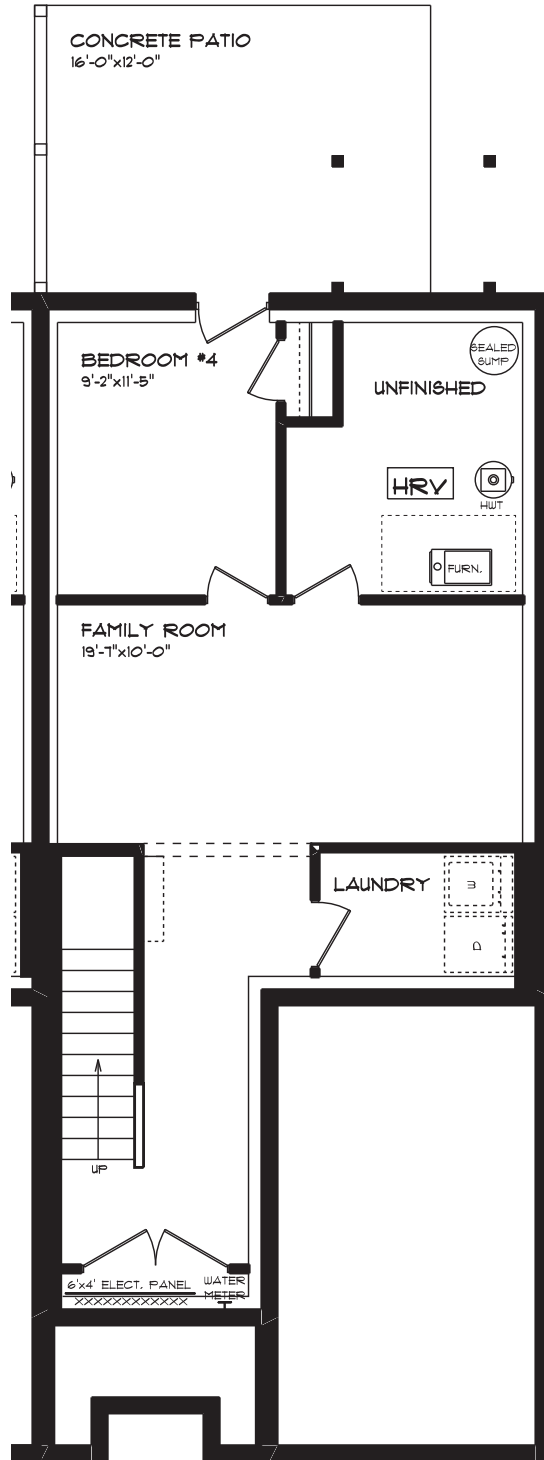 CONCRETE PATIO
16'-0"x12'-0"
BEDROOM #4
9'-2"x11'-5"
SEALED
SUMP
UNFINISHED
HRV
HWT
FURN.
FAMILY ROOM
19'-7"x10'-0"
LAUNDRY
W
D
UP
6'x4' ELECT. PANEL
WATER
METER
XXXXXXXXXXXX